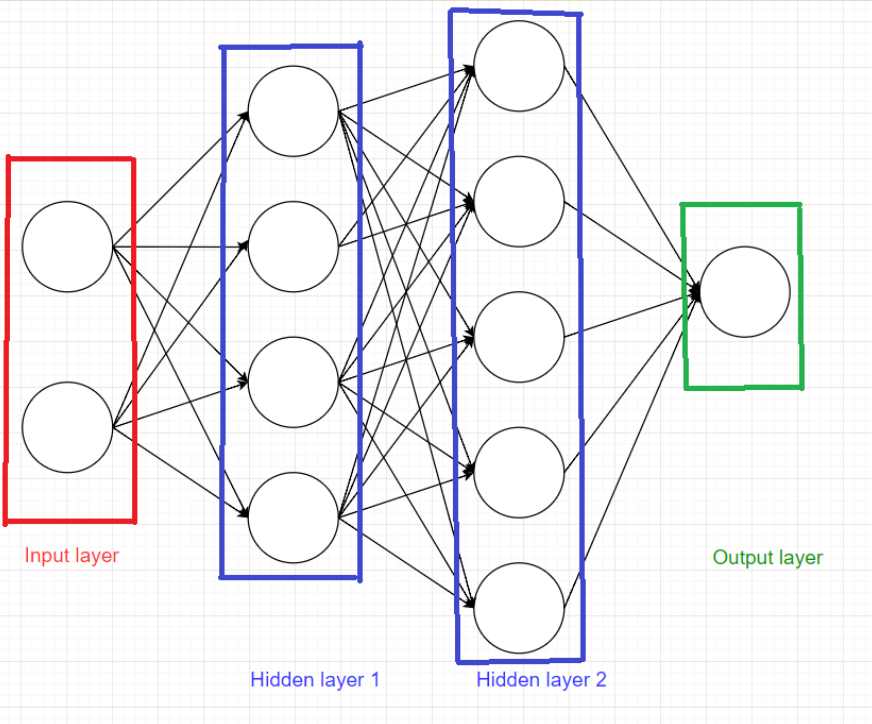 Input layer
Output layer
Hidden layer 1
Hidden layer 2